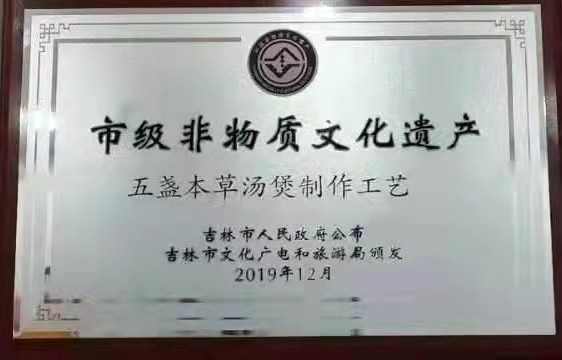 市级非物质文化遗产
五盏本草汤煲制作工艺
吉林市人民政府公布
吉林市文化广电和旅游局颁发
2019年12月